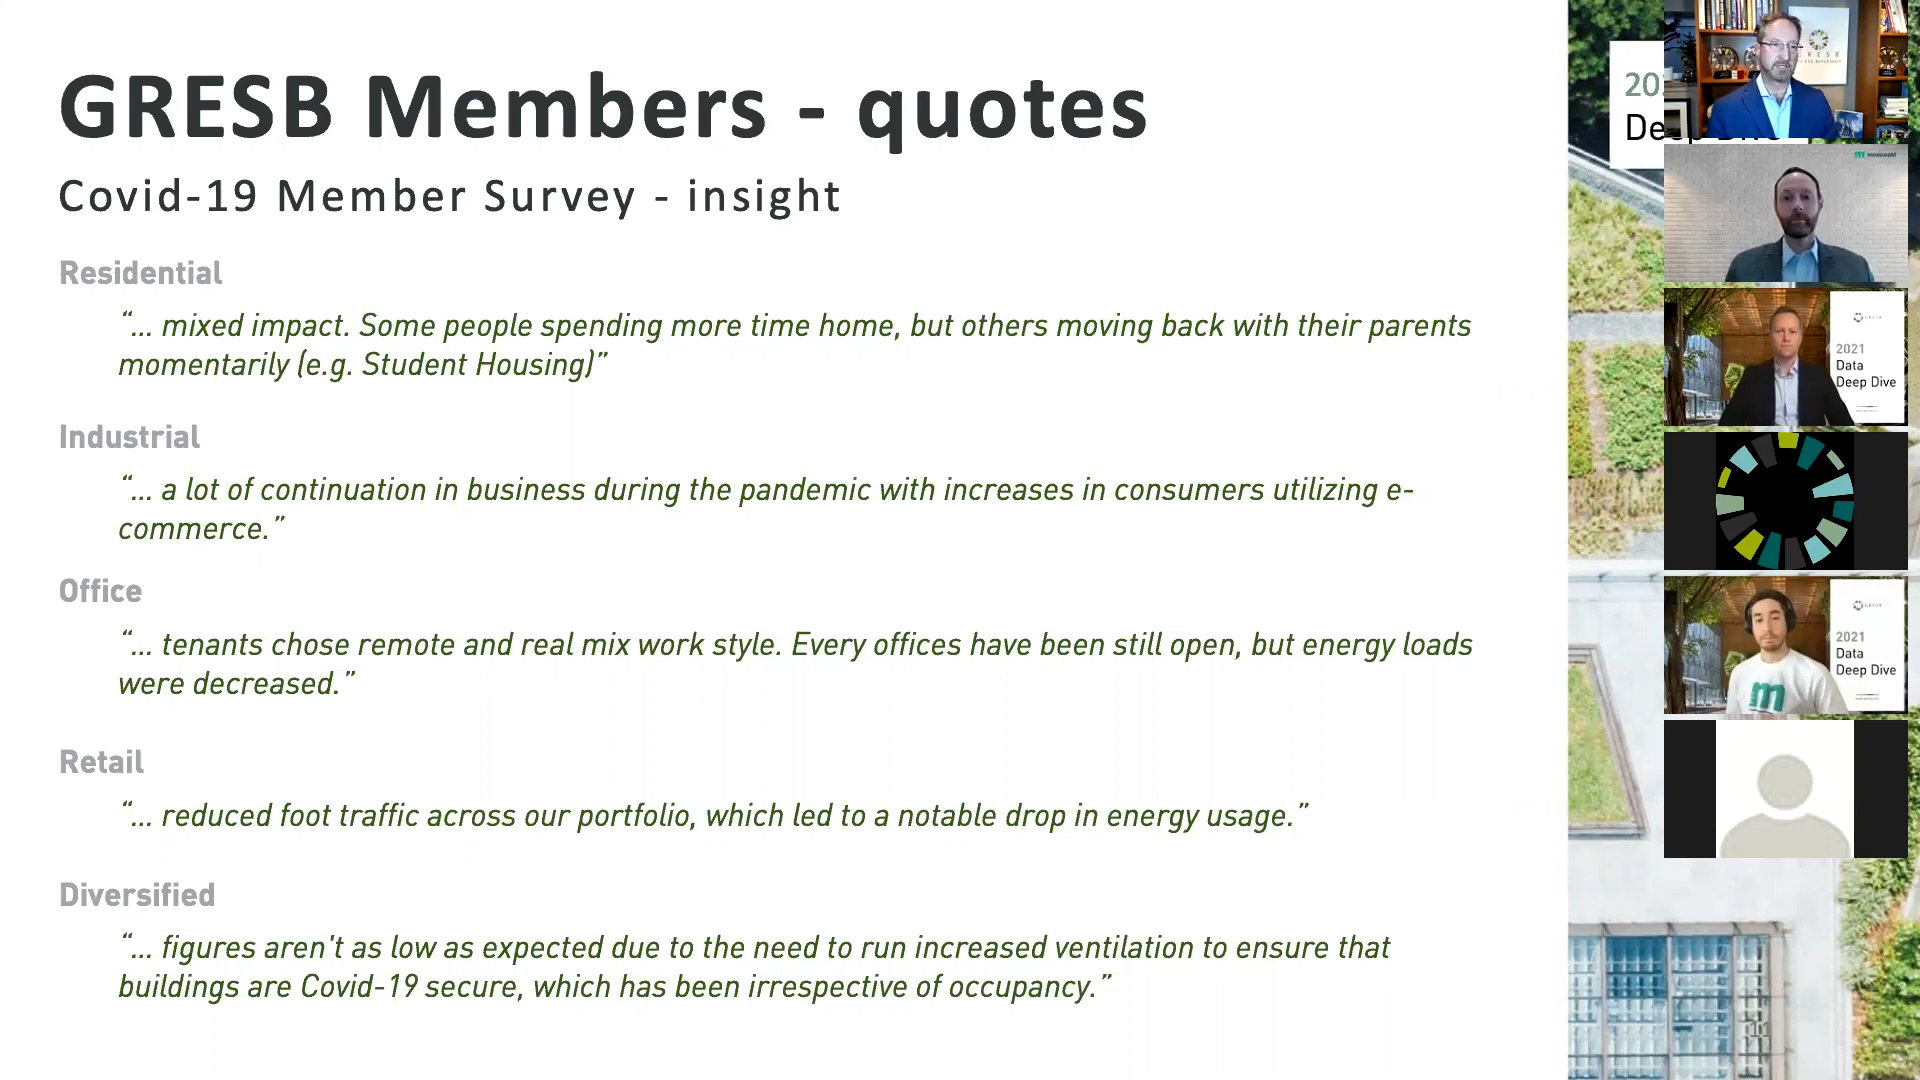 GRESB Members - quotes
Covid-19 Member Survey - insight
Residential
“... mixed impact. Some people spending more time home, but others moving back with their parents
momentarily (e.g. Student Housing)”
Industrial
“... a lot of continuation in business during the pandemic with increases in consumers utilizing e-
commerce.”
Office
“... tenants chose remote and real mix work style. Every offices have been still open, but energy loads
were decreased.”
Retail
“... reduced foot traffic across our portfolio, which led to a notable drop in energy usage.”
Diversified
“... figures aren't as low as expected due to the need to run increased ventilation to ensure that
buildings are Covid-19 secure, which has been irrespective of occupancy.”
GRESB
measurabl
GRESB
2021
Data
Deep Dive
GRESB
2021
Data
Deep Dive
m